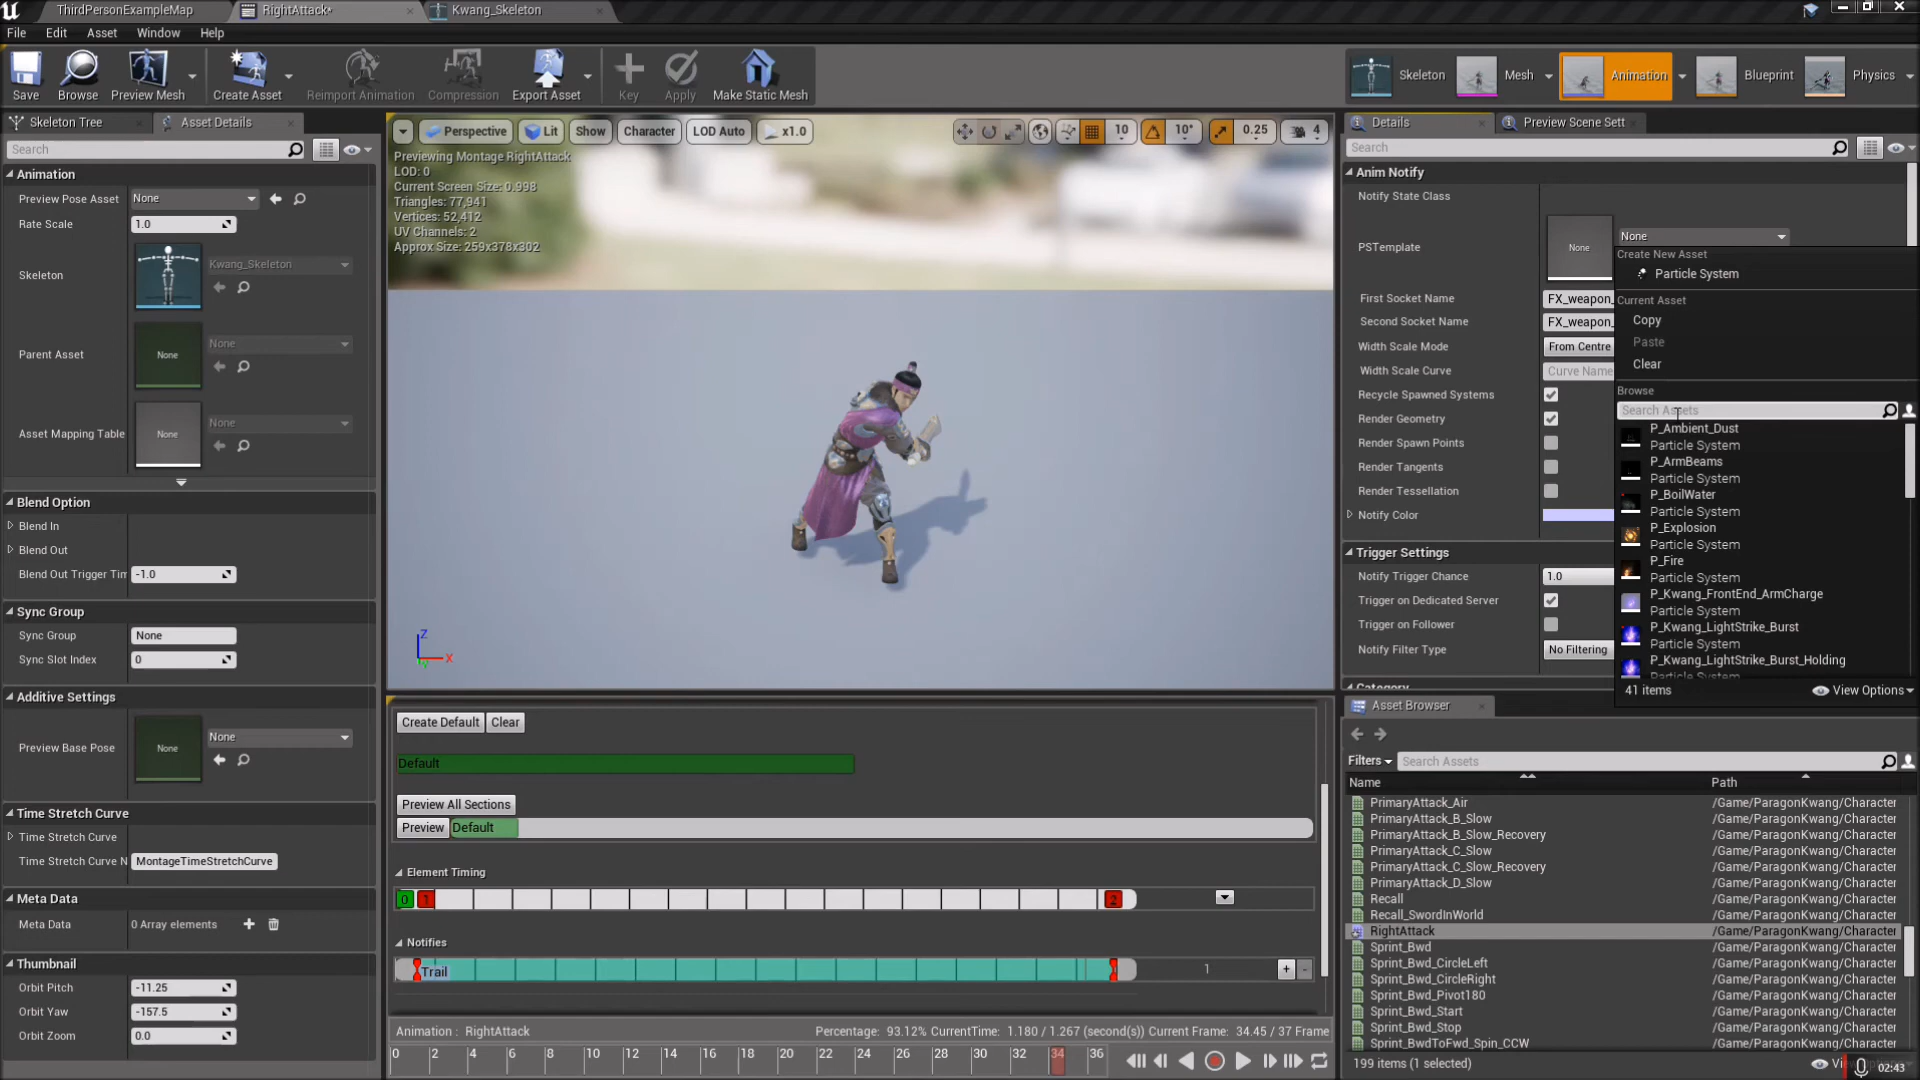 ThirdPersonExampleMap
RightAttack*
Kwang_Skeleton
File Edit Asset Window Help
Save
Browse
Preview Mesh
Create Asset
Reimport Animation
Compression
Export Asset
Key
Apply
Make Static Mesh
Skeleton
Mesh
Animation
Blueprint
Physics
Skeleton Tree
Asset Details
Search
Animation
Preview Pose Asset None
Rate Scale 1.0
Skeleton Kwang_Skeleton
Parent Asset None None
Asset Mapping Table None None
Blend Option
Blend In
Blend Out
Blend Out Trigger Tim -1.0
Sync Group
Sync Group None
Sync Slot Index 0
Additive Settings
Preview Base Pose None None
Time Stretch Curve
Time Stretch Curve
Time Stretch Curve N MontageTimeStretchCurve
Meta Data
Meta Data 0 Array elements
Thumbnail
Orbit Pitch -11.25
Orbit Yaw -157.5
Orbit Zoom 0.0
Perspective Lit Show Character LOD Auto x1.0 10 10° 0.25 4
Previewing Montage RightAttack
LOD: 0
Current Screen Size: 0.998
Triangles: 77,941
Vertices: 52,412
UV Channels: 2
Approx Size: 259x378x302
Z
X
Y
Create Default Clear
Default
Preview All Sections
Preview Default
Element Timing
0 1 2
Notifies
Trail 1 + -
Animation : RightAttack Percentage: 93.12% CurrentTime: 1.180 / 1.267 (second(s)) Current Frame: 34.45 / 37 Frame
0 2 4 6 8 10 12 14 16 18 20 22 24 26 28 30 32 34 36
Details
Preview Scene Sett
Search
Anim Notify
Notify State Class
PSTemplate None None
First Socket Name FX_weapon_
Second Socket Name FX_weapon_
Width Scale Mode From Centre
Width Scale Curve Curve Name
Recycle Spawned Systems
Render Geometry
Render Spawn Points
Render Tangents
Render Tessellation
Notify Color
Trigger Settings
Notify Trigger Chance 1.0
Trigger on Dedicated Server
Trigger on Follower
Notify Filter Type No Filtering
Category
Create New Asset
Particle System
Current Asset
Copy
Paste
Clear
Browse
Search Assets
P_Ambient_Dust
Particle System
P_ArmBeams
Particle System
P_BoilWater
Particle System
P_Explosion
Particle System
P_Fire
Particle System
P_Kwang_FrontEnd_ArmCharge
Particle System
P_Kwang_LightStrike_Burst
Particle System
P_Kwang_LightStrike_Burst_Holding
Particle System
41 items View Options
Asset Browser
Filters Search Assets
Name Path
PrimaryAttack_Air /Game/ParagonKwang/Character
PrimaryAttack_B_Slow /Game/ParagonKwang/Character
PrimaryAttack_B_Slow_Recovery /Game/ParagonKwang/Character
PrimaryAttack_C_Slow /Game/ParagonKwang/Character
PrimaryAttack_C_Slow_Recovery /Game/ParagonKwang/Character
PrimaryAttack_D_Slow /Game/ParagonKwang/Character
Recall /Game/ParagonKwang/Character
Recall_SwordInWorld /Game/ParagonKwang/Character
RightAttack /Game/ParagonKwang/Character
Sprint_Bwd /Game/ParagonKwang/Character
Sprint_Bwd_CircleLeft /Game/ParagonKwang/Character
Sprint_Bwd_CircleRight /Game/ParagonKwang/Character
Sprint_Bwd_Pivot180 /Game/ParagonKwang/Character
Sprint_Bwd_Start /Game/ParagonKwang/Character
Sprint_Bwd_Stop /Game/ParagonKwang/Character
Sprint_BwdToFwd_Spin_CCW /Game/ParagonKwang/Character
199 items (1 selected) 02:43